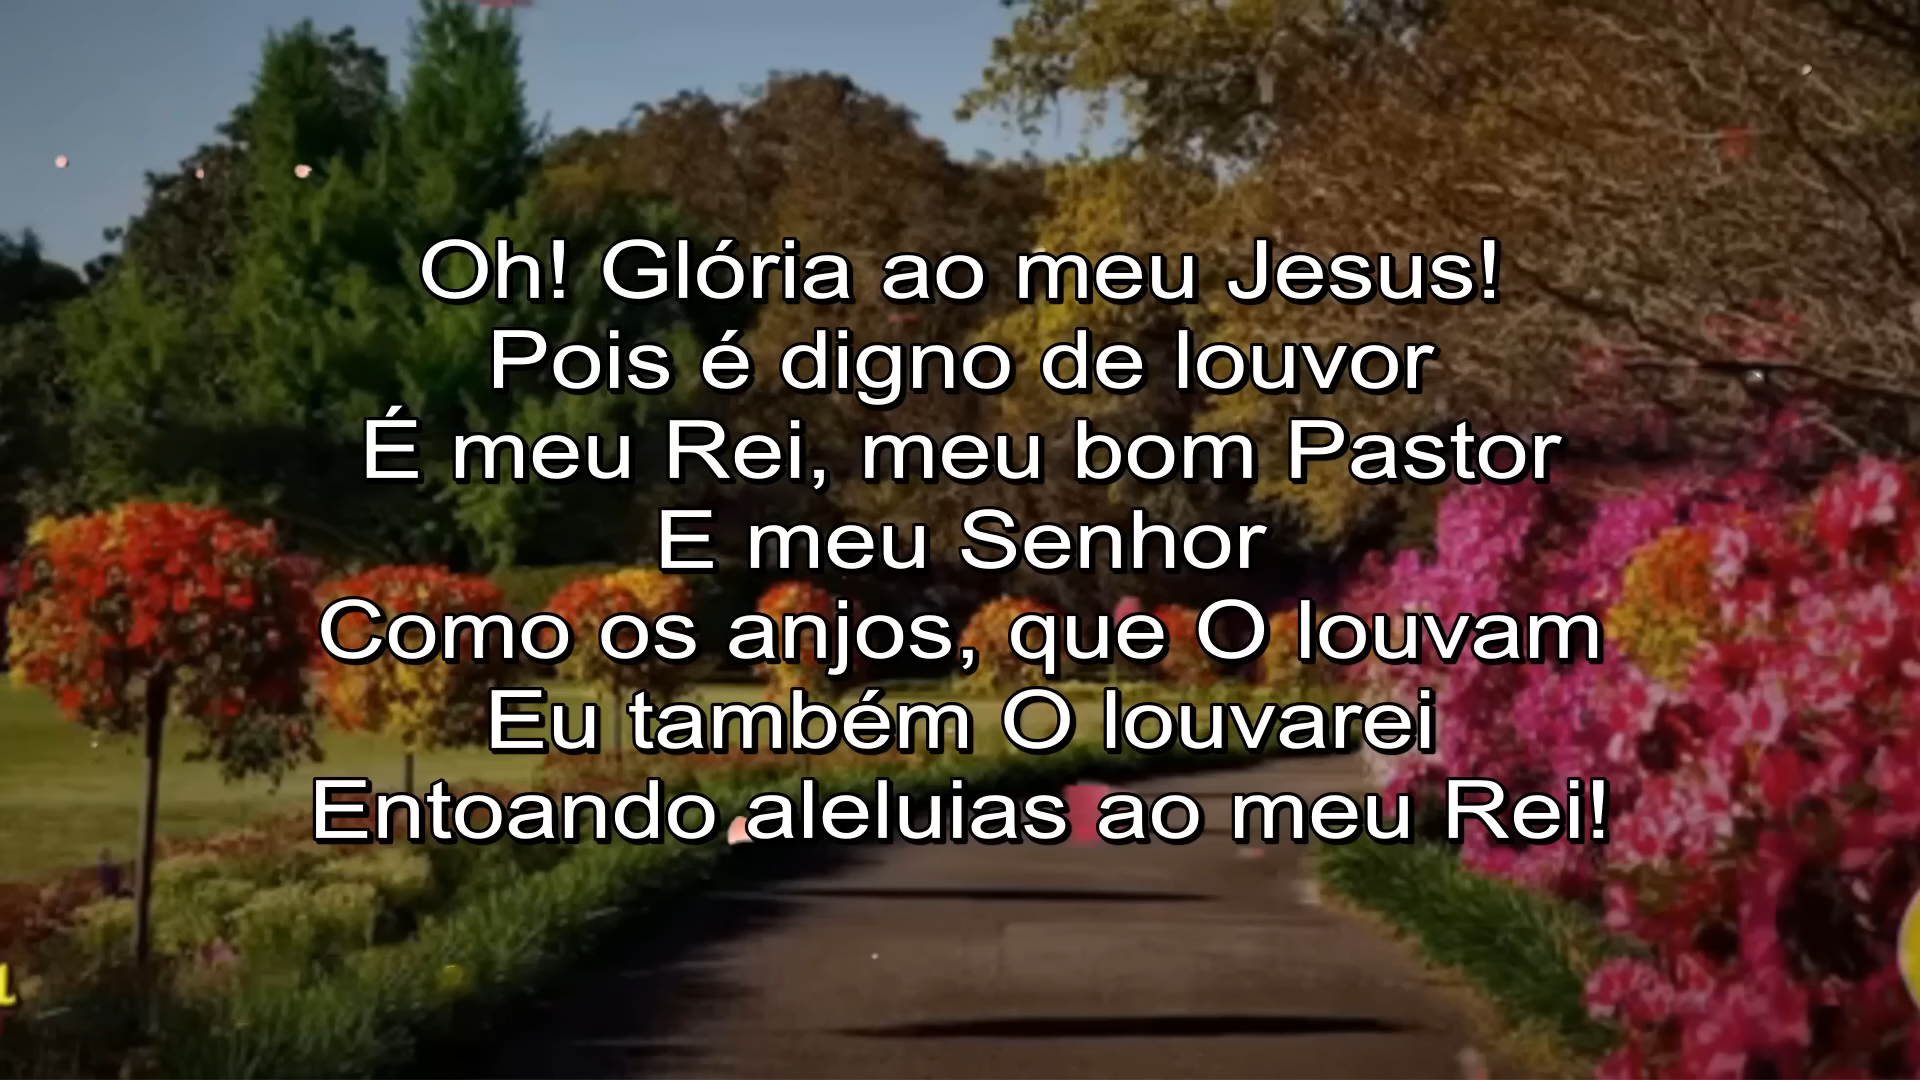 Oh! Glória ao meu Jesus!
Pois é digno de louvor
É meu Rei, meu bom Pastor
E meu Senhor
Como os anjos, que O louvam
Eu também O louvarei
Entoando aleluias ao meu Rei!